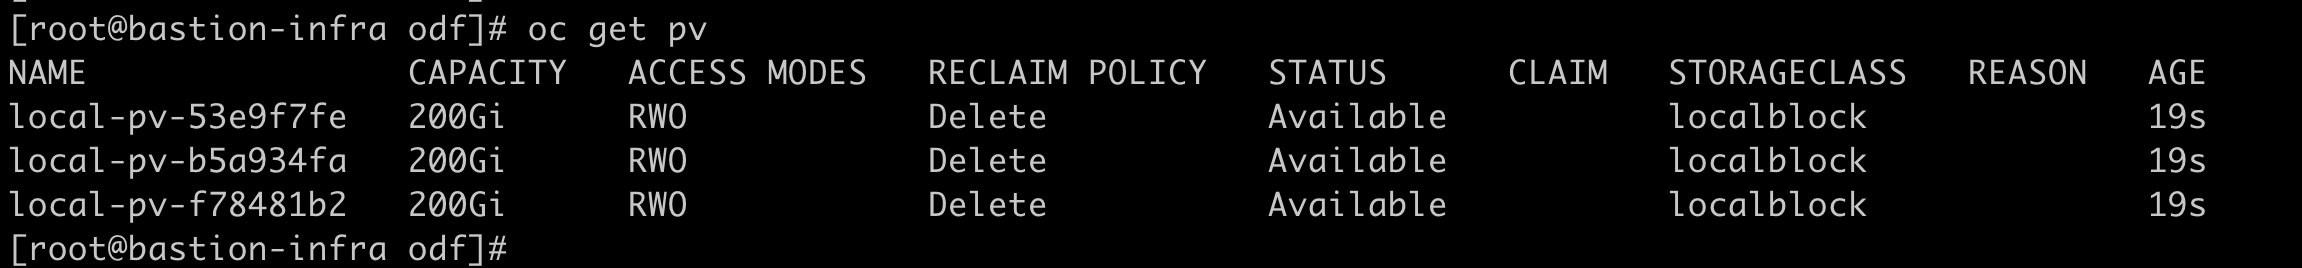 [root@bastion-infra odf]# oc get pv
NAME                CAPACITY   ACCESS MODES   RECLAIM POLICY   STATUS      CLAIM   STORAGECLASS   REASON   AGE
local-pv-53e9f7fe   200Gi      RWO            Delete           Available           localblock              19s
local-pv-b5a934fa   200Gi      RWO            Delete           Available           localblock              19s
local-pv-f78481b2   200Gi      RWO            Delete           Available           localblock              19s
[root@bastion-infra odf]#